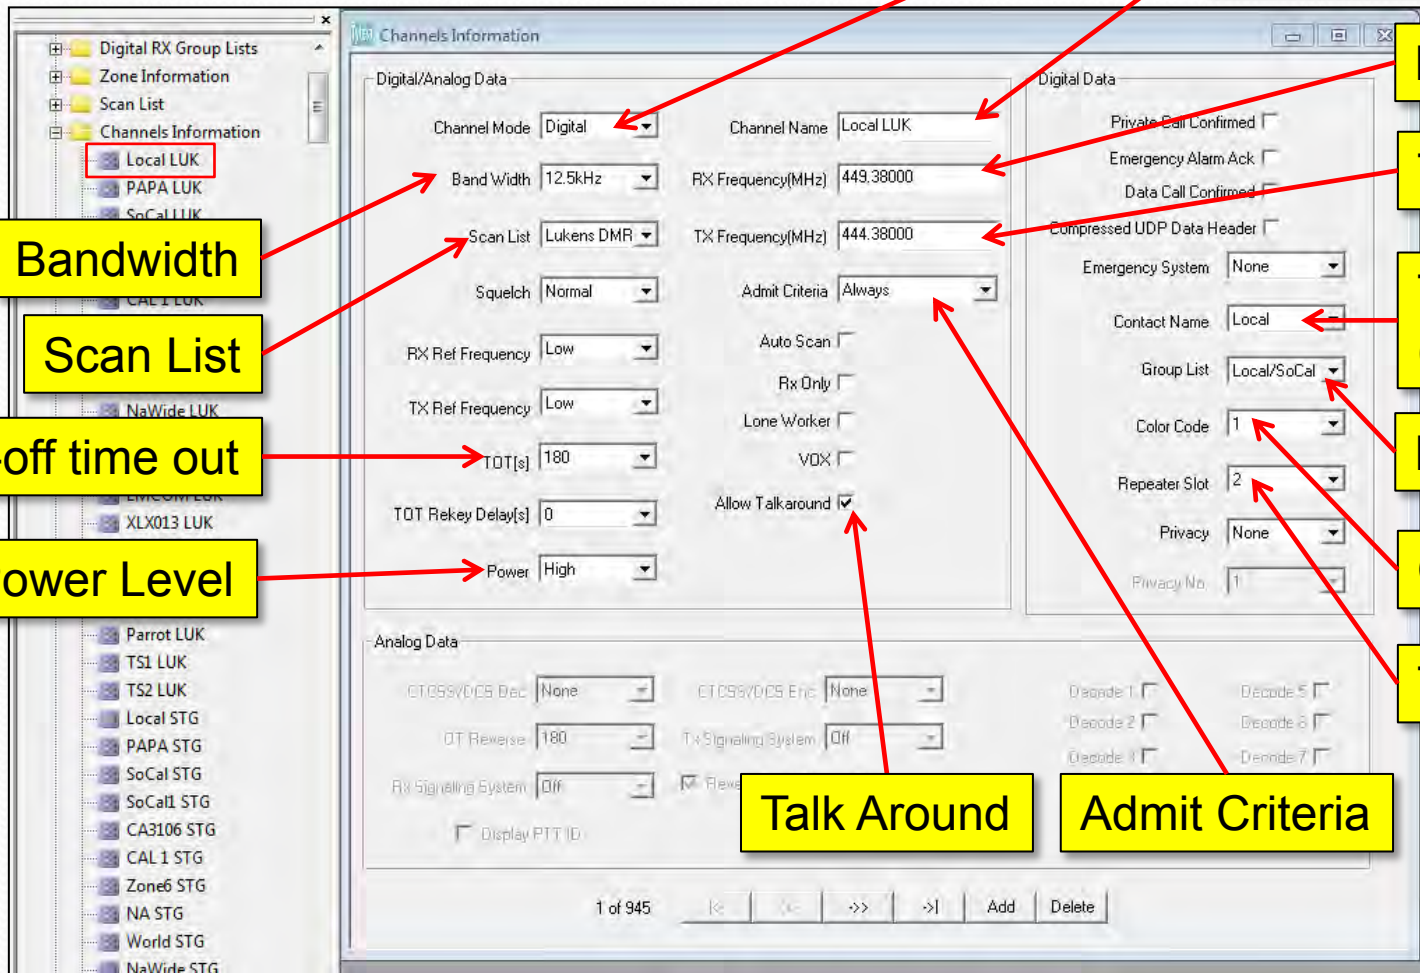 Digital RX Group Lists
Zone Information
Scan List
Channels Information
Local LUK
PAPA LUK
SoCal LUK
CAL 1 LUK
NaWide LUK
XLX013 LUK
Parrot LUK
TS1 LUK
TS2 LUK
Local STG
PAPA STG
SoCal STG
SoCal1 STG
CA3106 STG
CAL 1 STG
Zone6 STG
NA STG
World STG
NaWide STG
Bandwidth
Scan List
-off time out
ower Level
Channels Information
Digital/Analog Data
Channel Mode Digital
Band Width 12.5kHz
Scan List Lukens DMR
Squelch Normal
RX Ref Frequency Low
TX Ref Frequency Low
TOT[s] 180
TOT Rekey Delay[s] 0
Power High
Channel Name Local LUK
RX Frequency(MHz) 449.38000
TX Frequency(MHz) 444.38000
Admit Criteria Always
Auto Scan
Rx Only
Lone Worker
VOX
Allow Talkaround
Digital Data
Private Call Confirmed
Emergency Alarm Ack
Data Call Confirmed
Compressed UDP Data Header
Emergency System None
Contact Name Local
Group List Local/SoCal
Color Code 1
Repeater Slot 2
Privacy None
Privacy No. 1
Analog Data
CTCSS/DCS Dec None
CTCSS/DCS Enc None
QT Reverse 180
Tx Signaling System Off
Rx Signaling System Off
Display PTT ID
Decode 1
Decode 5
Decode 2
Decode 7
Talk Around
Admit Criteria
1 of 945
|<-
<<-
->>
->|
Add
Delete